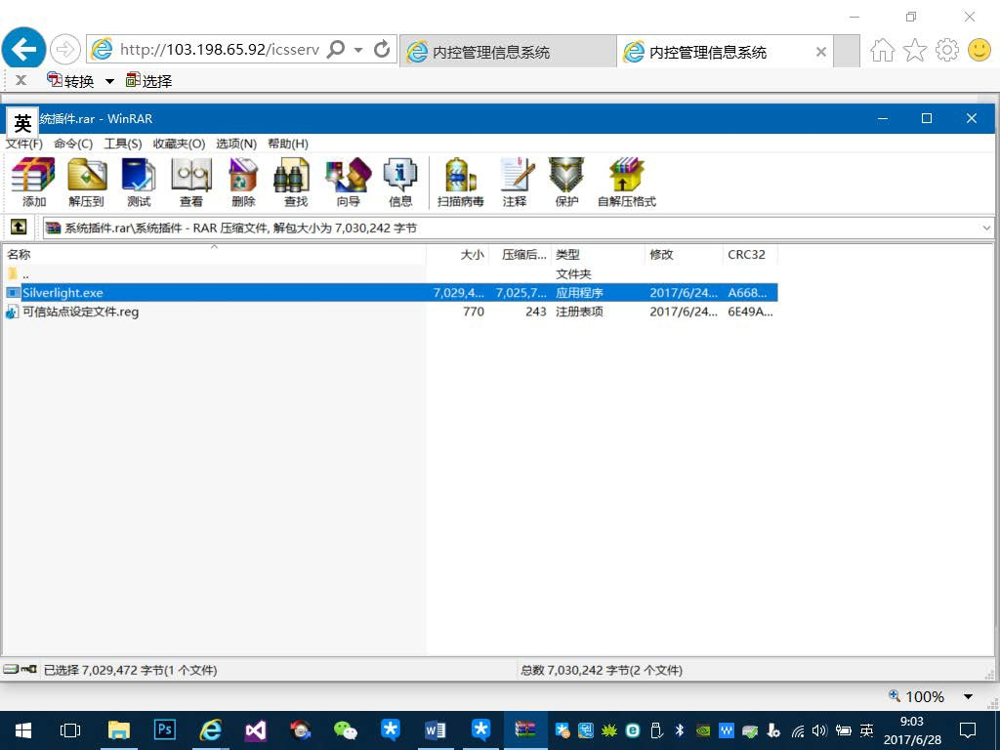 http://103.198.65.92/icsserv
内控管理信息系统
内控管理信息系统
转换
选择
英
统插件.rar - WinRAR
文件(F) 命令(C) 工具(S) 收藏夹(O) 选项(N) 帮助(H)
添加 解压到 测试 查看 删除 查找 向导 信息 扫描病毒 注释 保护 自解压格式
系统插件.rar\系统插件 - RAR 压缩文件, 解包大小为 7,030,242 字节
名称 大小 压缩后... 类型 修改 CRC32
.. 文件夹
Silverlight.exe 7,029,4... 7,025,7... 应用程序 2017/6/24... A668...
可信站点设定文件.reg 770 243 注册表项 2017/6/24... 6E49A...
已选择 7,029,472 字节(1 个文件) 总数 7,030,242 字节(2 个文件)
100%
Ps
英
9:03
2017/6/28